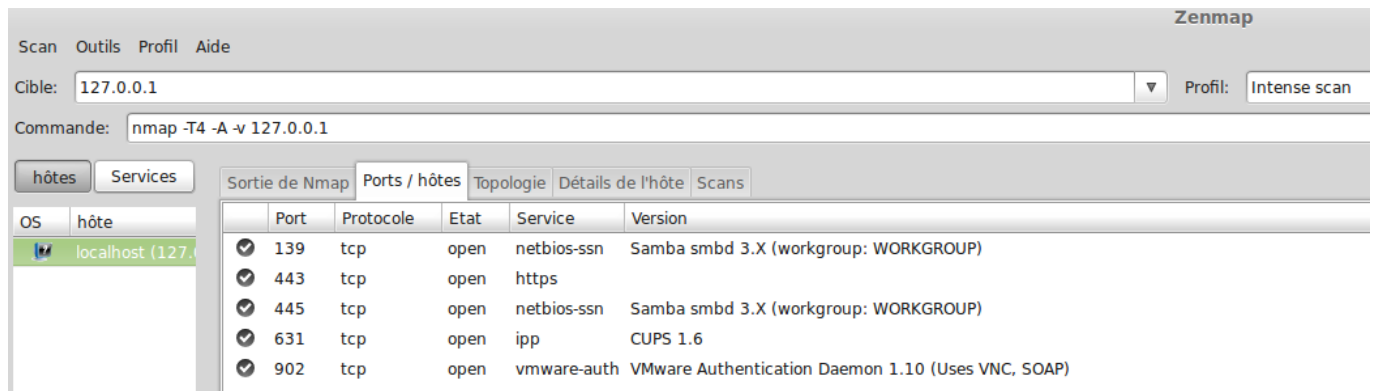 Zenmap
Scan Outils Profil Aide
Cible: 127.0.0.1 Profil: Intense scan
Commande: nmap -T4 -A -v 127.0.0.1
hôtes Services Sortie de Nmap Ports / hôtes Topologie Détails de l'hôte Scans
OS hôte Port Protocole Etat Service Version
localhost (127. 139 tcp open netbios-ssn Samba smbd 3.X (workgroup: WORKGROUP)
443 tcp open https
445 tcp open netbios-ssn Samba smbd 3.X (workgroup: WORKGROUP)
631 tcp open ipp CUPS 1.6
902 tcp open vmware-auth VMware Authentication Daemon 1.10 (Uses VNC, SOAP)